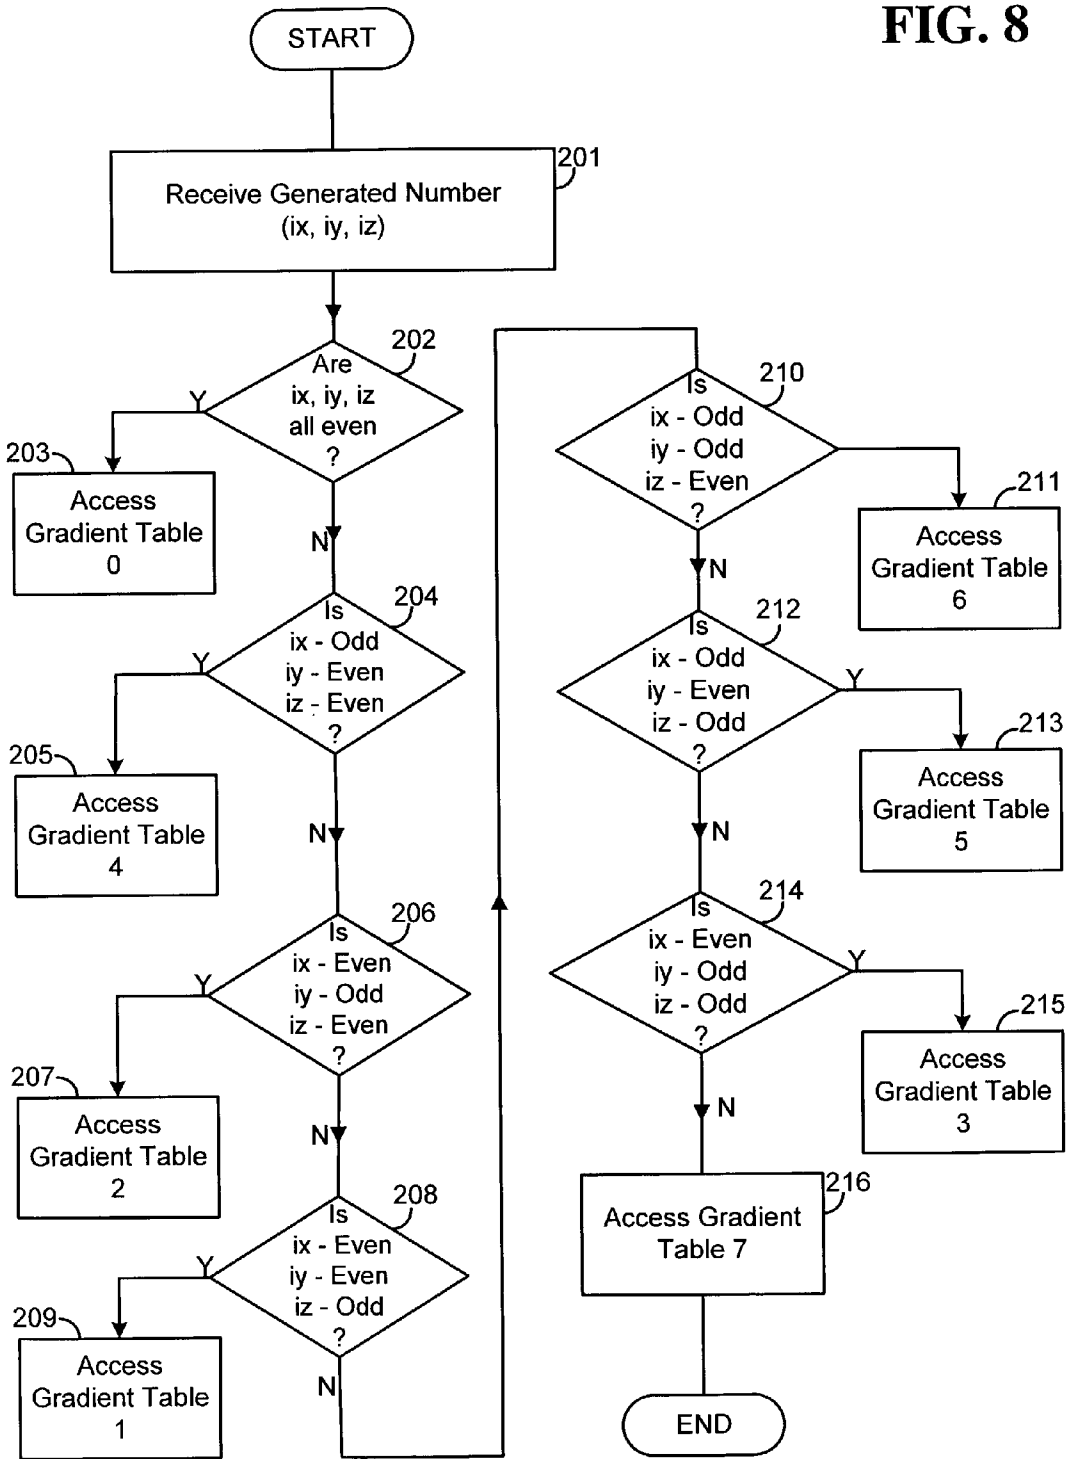 FIG. 8
START
201
Receive Generated Number
(ix, iy, iz)
202
Are
ix, iy, iz
all even
?
Y
203
Access
Gradient Table
0
N
204
Is
ix - Odd
iy - Even
iz - Even
?
Y
205
Access
Gradient Table
4
N
206
Is
ix - Even
iy - Odd
iz - Even
?
Y
207
Access
Gradient Table
2
N
208
Is
ix - Even
iy - Even
iz - Odd
?
Y
209
Access
Gradient Table
1
N
210
Is
ix - Odd
iy - Odd
iz - Even
?
211
Access
Gradient Table
6
N
212
Is
ix - Odd
iy - Even
iz - Odd
?
Y
213
Access
Gradient Table
5
N
214
Is
ix - Even
iy - Odd
iz - Odd
?
Y
215
Access
Gradient Table
3
N
216
Access Gradient
Table 7
END